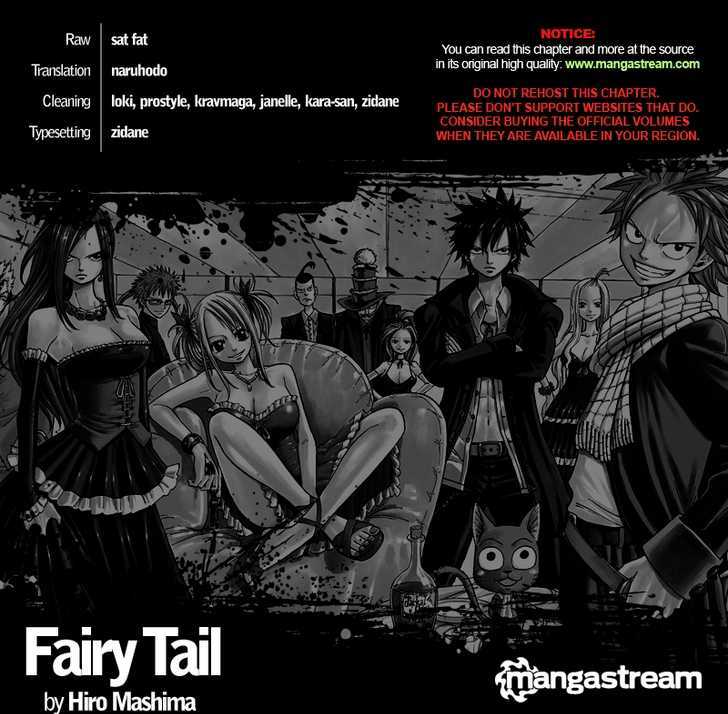 Raw sat fat
Translation naruhodo
Cleaning loki, prostyle, kravmaga, janelle, kara-san, zidane
Typesetting zidane
NOTICE:
You can read this chapter and more at the source
in its original high quality: www.mangastream.com
DO NOT REHOST THIS CHAPTER.
PLEASE DON'T SUPPORT WEBSITES THAT DO.
CONSIDER BUYING THE OFFICIAL VOLUMES
WHEN THEY ARE AVAILABLE IN YOUR REGION.
Fairy Tail
by Hiro Mashima
mangastream